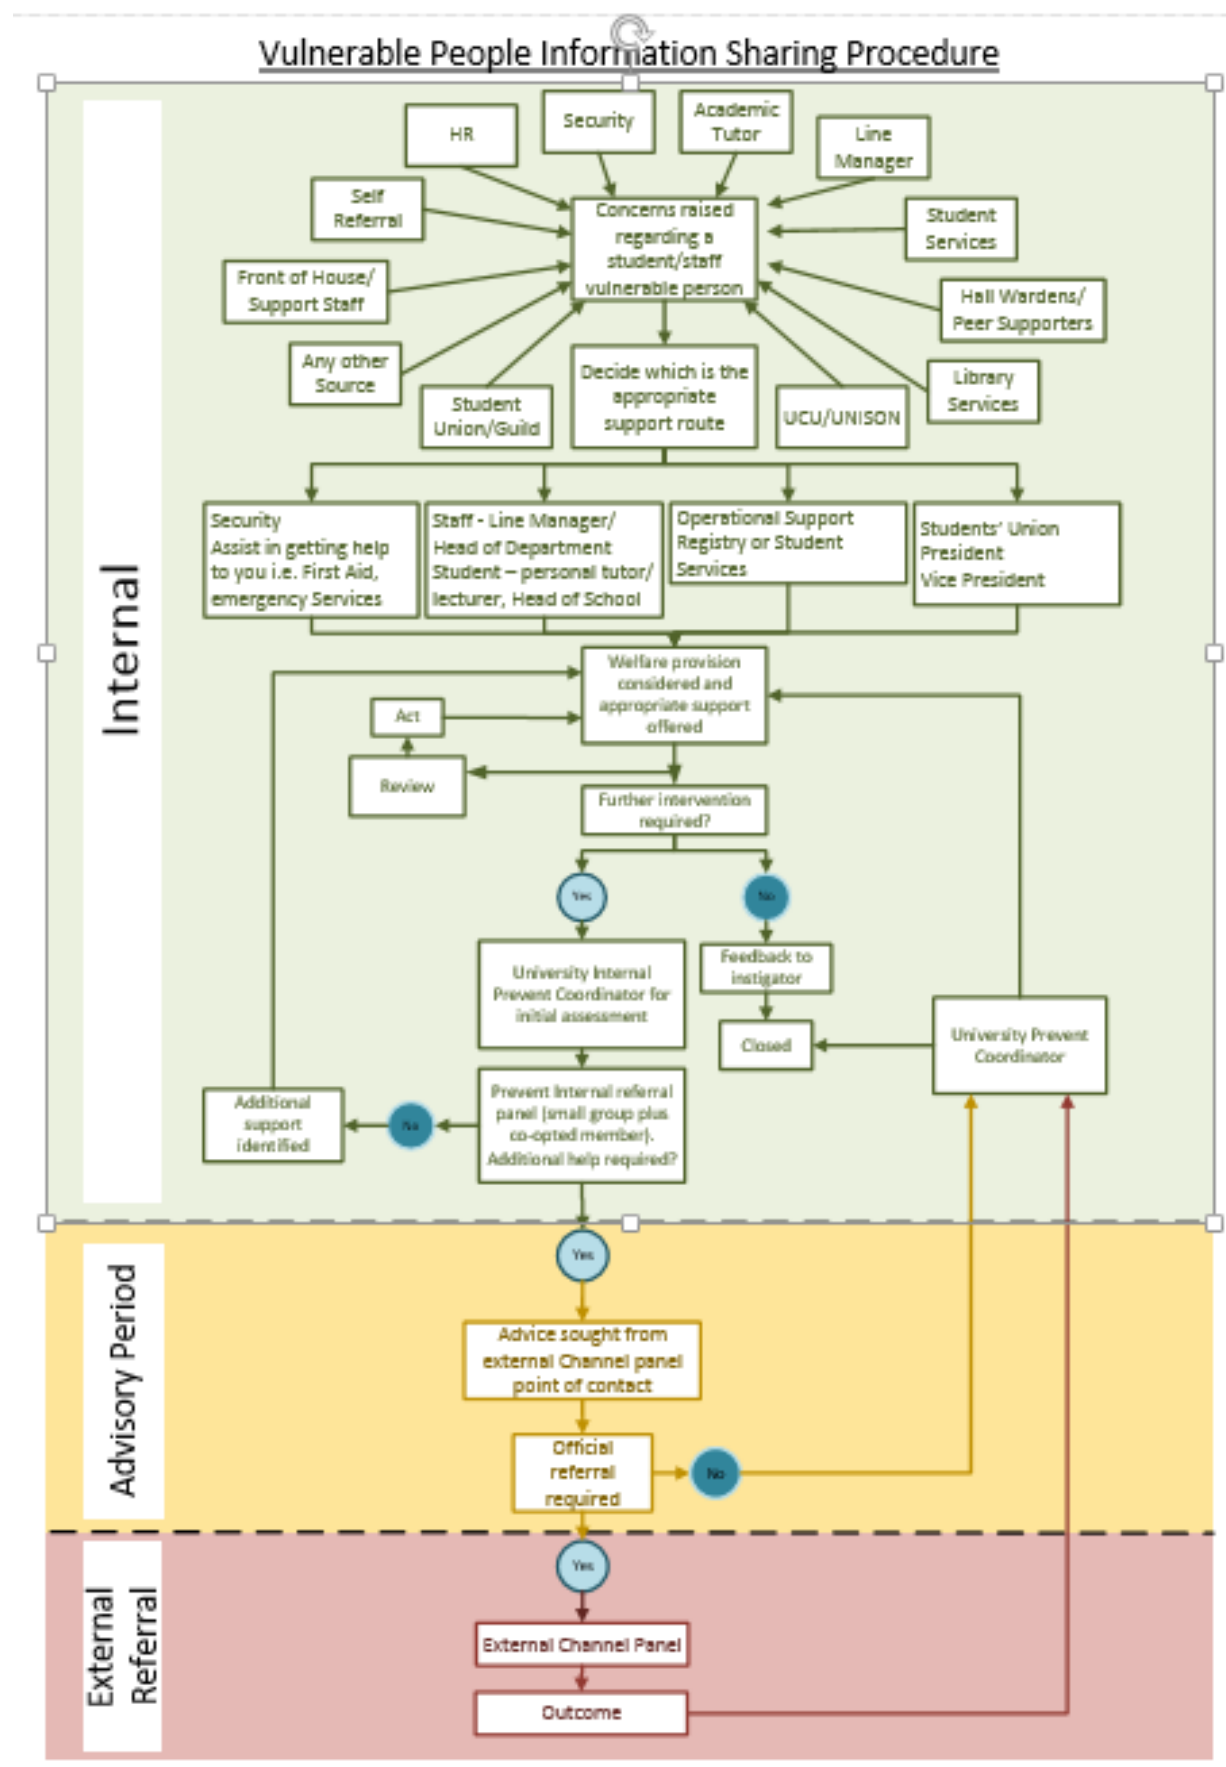 Vulnerable People Information Sharing Procedure
Internal
HR
Security
Academic
Tutor
Line
Manager
Self
Referral
Concerns raised
regarding a
student/staff
vulnerable person
Student
Services
Front of House/
Support Staff
Hall Wardens/
Peer Supporters
Any other
Source
Student
Union/Guild
Decide which is the
appropriate
support route
UCU/UNISON
Library
Services
Security
Assist in getting help
to you i.e. First Aid,
emergency Services
Staff - Line Manager/
Head of Department
Student – personal tutor/
lecturer, Head of School
Operational Support
Registry or Student
Services
Students' Union
President
Vice President
Welfare provision
considered and
appropriate support
offered
Act
Review
Further intervention
required?
Yes
No
University Internal
Prevent Coordinator for
initial assessment
Feedback to
instigator
Closed
University Prevent
Coordinator
Additional
support
identified
No
Prevent Internal referral
panel (small group plus
co-opted member).
Additional help required?
Advisory Period
Yes
Advice sought from
external Channel panel
point of contact
Official
referral
required
No
External
Referral
Yes
External Channel Panel
Outcome